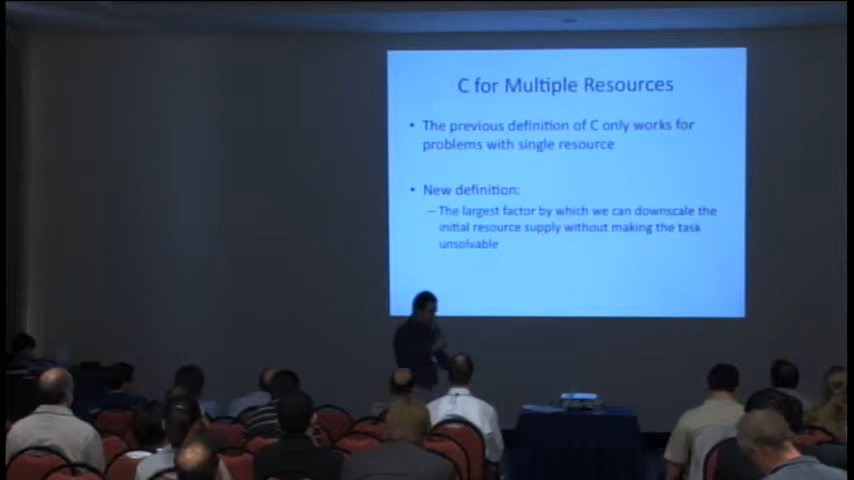 C for Multiple Resources
• The previous definition of C only works for
problems with single resource
• New definition:
– The largest factor by which we can downscale the
initial resource supply without making the task
unsolvable